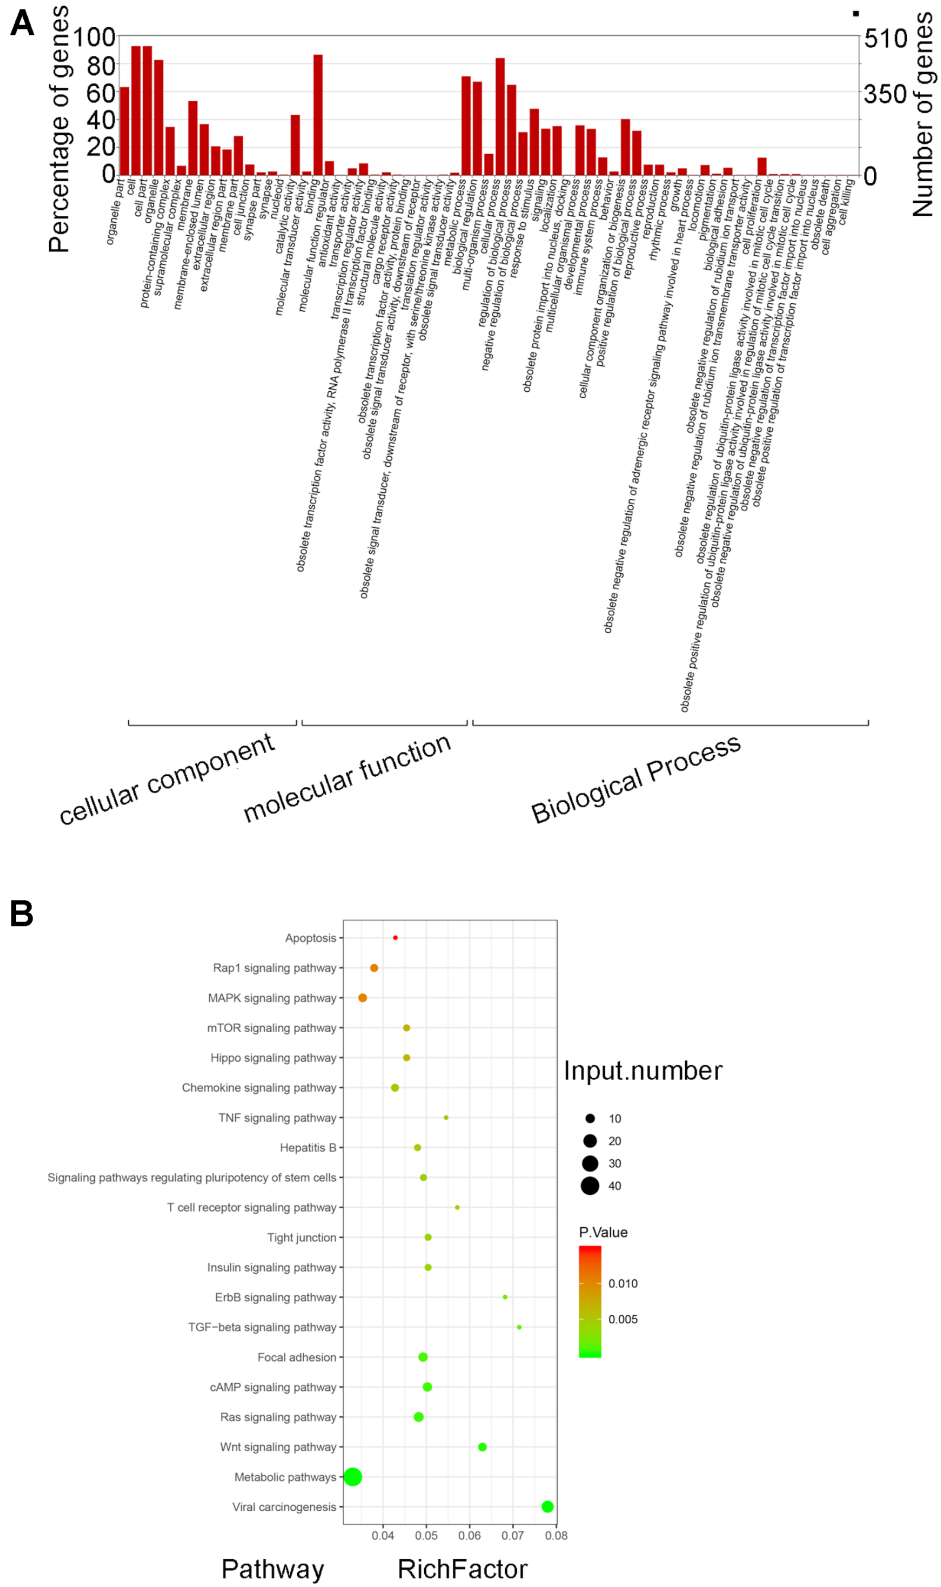 A
Percentage of genes
Number of genes
100
80
60
40
20
0
510
350
0
organelle part
cell
cell part
organelle
protein-containing complex
supramolecular complex
membrane
membrane-enclosed lumen
extracellular region
extracellular region part
membrane part
cell junction
synapse part
synapse
nucleoid
catalytic activity
molecular transducer activity
binding
molecular function regulator
antioxidant activity
transporter activity
transcription regulator activity
obsolete transcription factor activity, RNA polymerase II transcription factor binding
structural molecule activity
cargo receptor activity
obsolete transcription factor activity, protein binding
obsolete signal transducer activity, downstream of receptor
translation regulator activity
obsolete signal transducer, downstream of receptor, with serine/threonine kinase activity
obsolete signal transducer activity
metabolic process
biological regulation
multi-organism process
cellular process
regulation of biological process
negative regulation of biological process
response to stimulus
signaling
localization
obsolete protein import into nucleus, docking
multicellular organismal process
developmental process
immune system process
behavior
cellular component organization or biogenesis
positive regulation of biological process
reproductive process
reproduction
rhythmic process
growth
obsolete negative regulation of adrenergic receptor signaling pathway involved in heart process
locomotion
pigmentation
biological adhesion
obsolete negative regulation of rubidium ion transport
obsolete negative regulation of rubidium ion transmembrane transporter activity
cell proliferation
obsolete regulation of ubiquitin-protein ligase activity involved in mitotic cell cycle
obsolete positive regulation of ubiquitin-protein ligase activity involved in regulation of mitotic cell cycle transition
obsolete negative regulation of ubiquitin-protein ligase activity involved in mitotic cell cycle
obsolete negative regulation of transcription factor import into nucleus
obsolete positive regulation of transcription factor import into nucleus
obsolete death
cell aggregation
cell killing
cellular component
molecular function
Biological Process
B
Apoptosis
Rap1 signaling pathway
MAPK signaling pathway
mTOR signaling pathway
Hippo signaling pathway
Chemokine signaling pathway
TNF signaling pathway
Hepatitis B
Signaling pathways regulating pluripotency of stem cells
T cell receptor signaling pathway
Tight junction
Insulin signaling pathway
ErbB signaling pathway
TGF−beta signaling pathway
Focal adhesion
cAMP signaling pathway
Ras signaling pathway
Wnt signaling pathway
Metabolic pathways
Viral carcinogenesis
0.04 0.05 0.06 0.07 0.08
Pathway
RichFactor
Input.number
10
20
30
40
P.Value
0.010
0.005